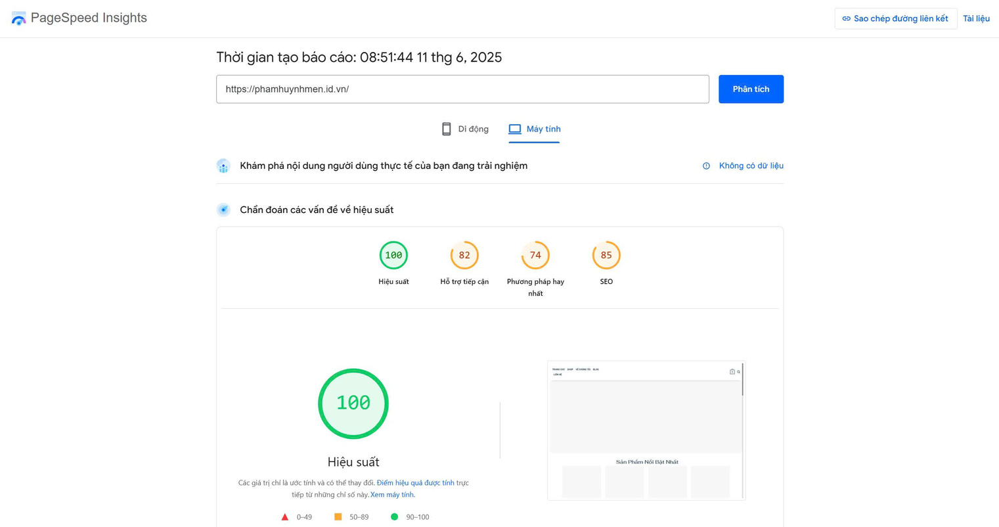 PageSpeed Insights
Sao chép đường liên kết
Tài liệu
Thời gian tạo báo cáo: 08:51:44 11 thg 6, 2025
https://phamhuynhmen.id.vn/
Phân tích
Di động
Máy tính
Khám phá nội dung người dùng thực tế của bạn đang trải nghiệm
Không có dữ liệu
Chẩn đoán các vấn đề về hiệu suất
100
82
74
85
Hiệu suất
Hỗ trợ tiếp cận
Phương pháp hay
nhất
SEO
100
Hiệu suất
Các giá trị chỉ là ước tính và có thể thay đổi. Điểm hiệu quả được tính trực
tiếp từ những chỉ số này. Xem máy tính.
0–49
50–89
90–100
TRANG CHỦ SHOP VỀ CHÚNG TÔI BLOG
LIÊN HỆ
Sản Phẩm Nổi Bật Nhất